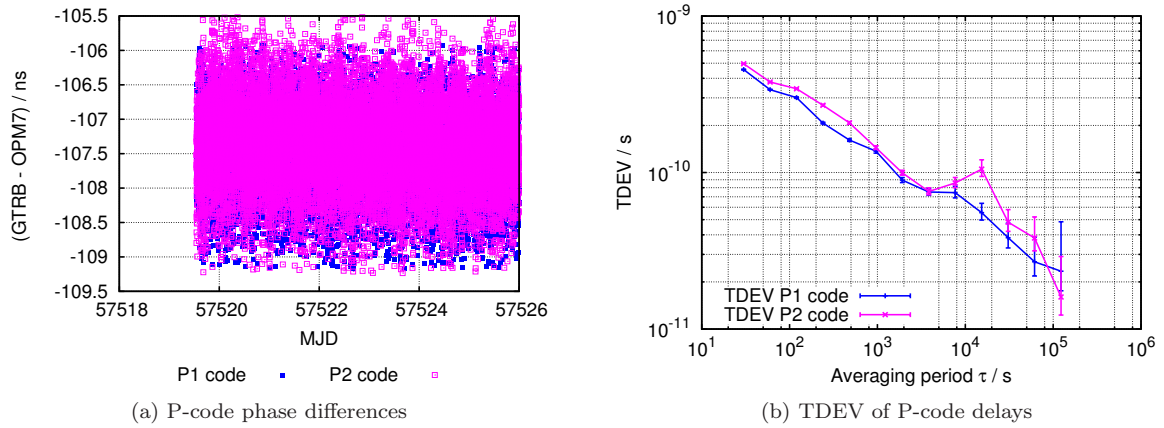 -105.5
-106
-106.5
-107
-107.5
-108
-108.5
-109
-109.5
(GTRB - OPM7) / ns
57518 57520 57522 57524 57526
MJD
P1 code P2 code
(a) P-code phase differences
10^-9
10^-10
10^-11
TDEV / s
TDEV P1 code
TDEV P2 code
10^1 10^2 10^3 10^4 10^5 10^6
Averaging period τ / s
(b) TDEV of P-code delays